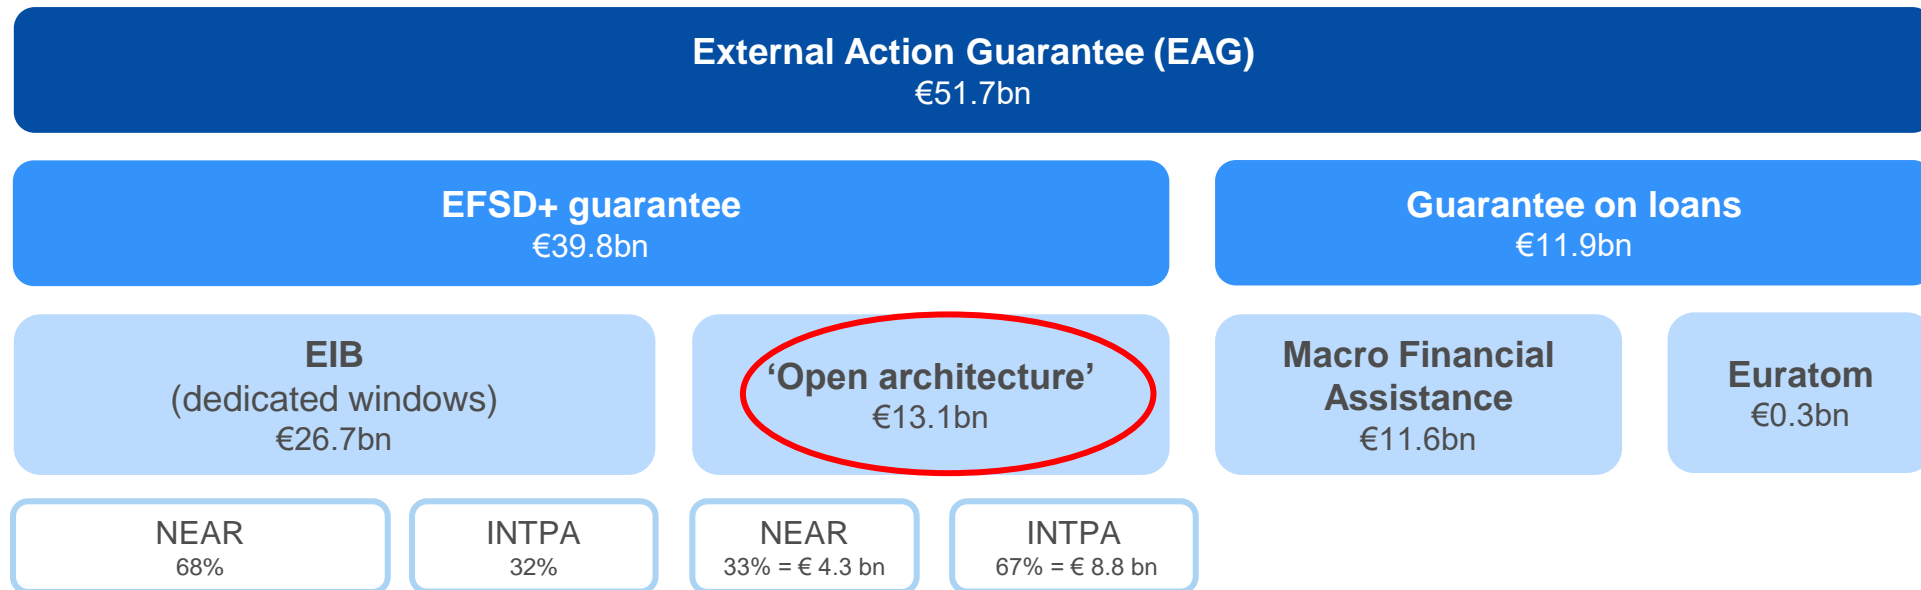 External Action Guarantee (EAG)
€51.7bn
EFSD+ guarantee
€39.8bn
Guarantee on loans
€11.9bn
EIB
(dedicated windows)
€26.7bn
‘Open architecture’
€13.1bn
Macro Financial
Assistance
€11.6bn
Euratom
€0.3bn
NEAR
68%
INTPA
32%
NEAR
33% = € 4.3 bn
INTPA
67% = € 8.8 bn